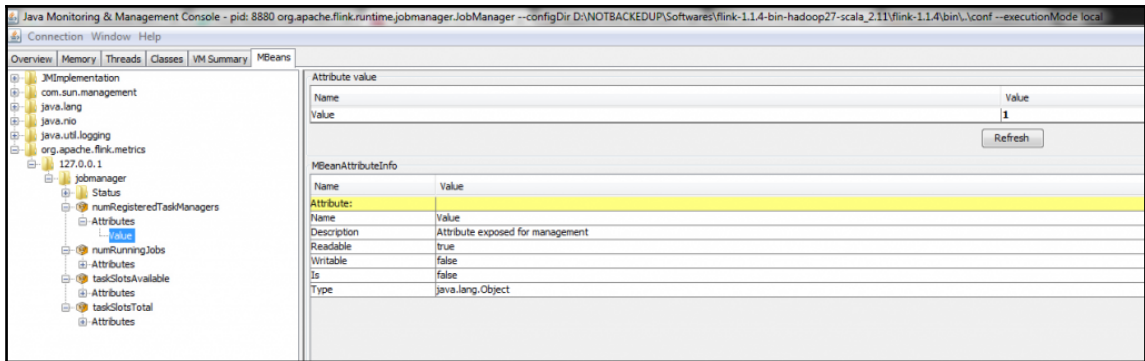 Java Monitoring & Management Console - pid: 8880 org.apache.flink.runtime.jobmanager.JobManager --configDir D:\NOTBACKEDUP\Softwares\flink-1.1.4-bin-hadoop27-scala_2.11\flink-1.1.4\bin\..\conf --executionMode local
Connection Window Help
Overview Memory Threads Classes VM Summary MBeans
JMImplementation
com.sun.management
java.lang
java.nio
java.util.logging
org.apache.flink.metrics
127.0.0.1
jobmanager
Status
numRegisteredTaskManagers
Attributes
Value
numRunningJobs
Attributes
taskSlotsAvailable
Attributes
taskSlotsTotal
Attributes
Attribute value
Name Value
Value 1
Refresh
MBeanAttributeInfo
Name Value
Attribute:
Name Value
Description Attribute exposed for management
Readable true
Writable false
Is false
Type java.lang.Object